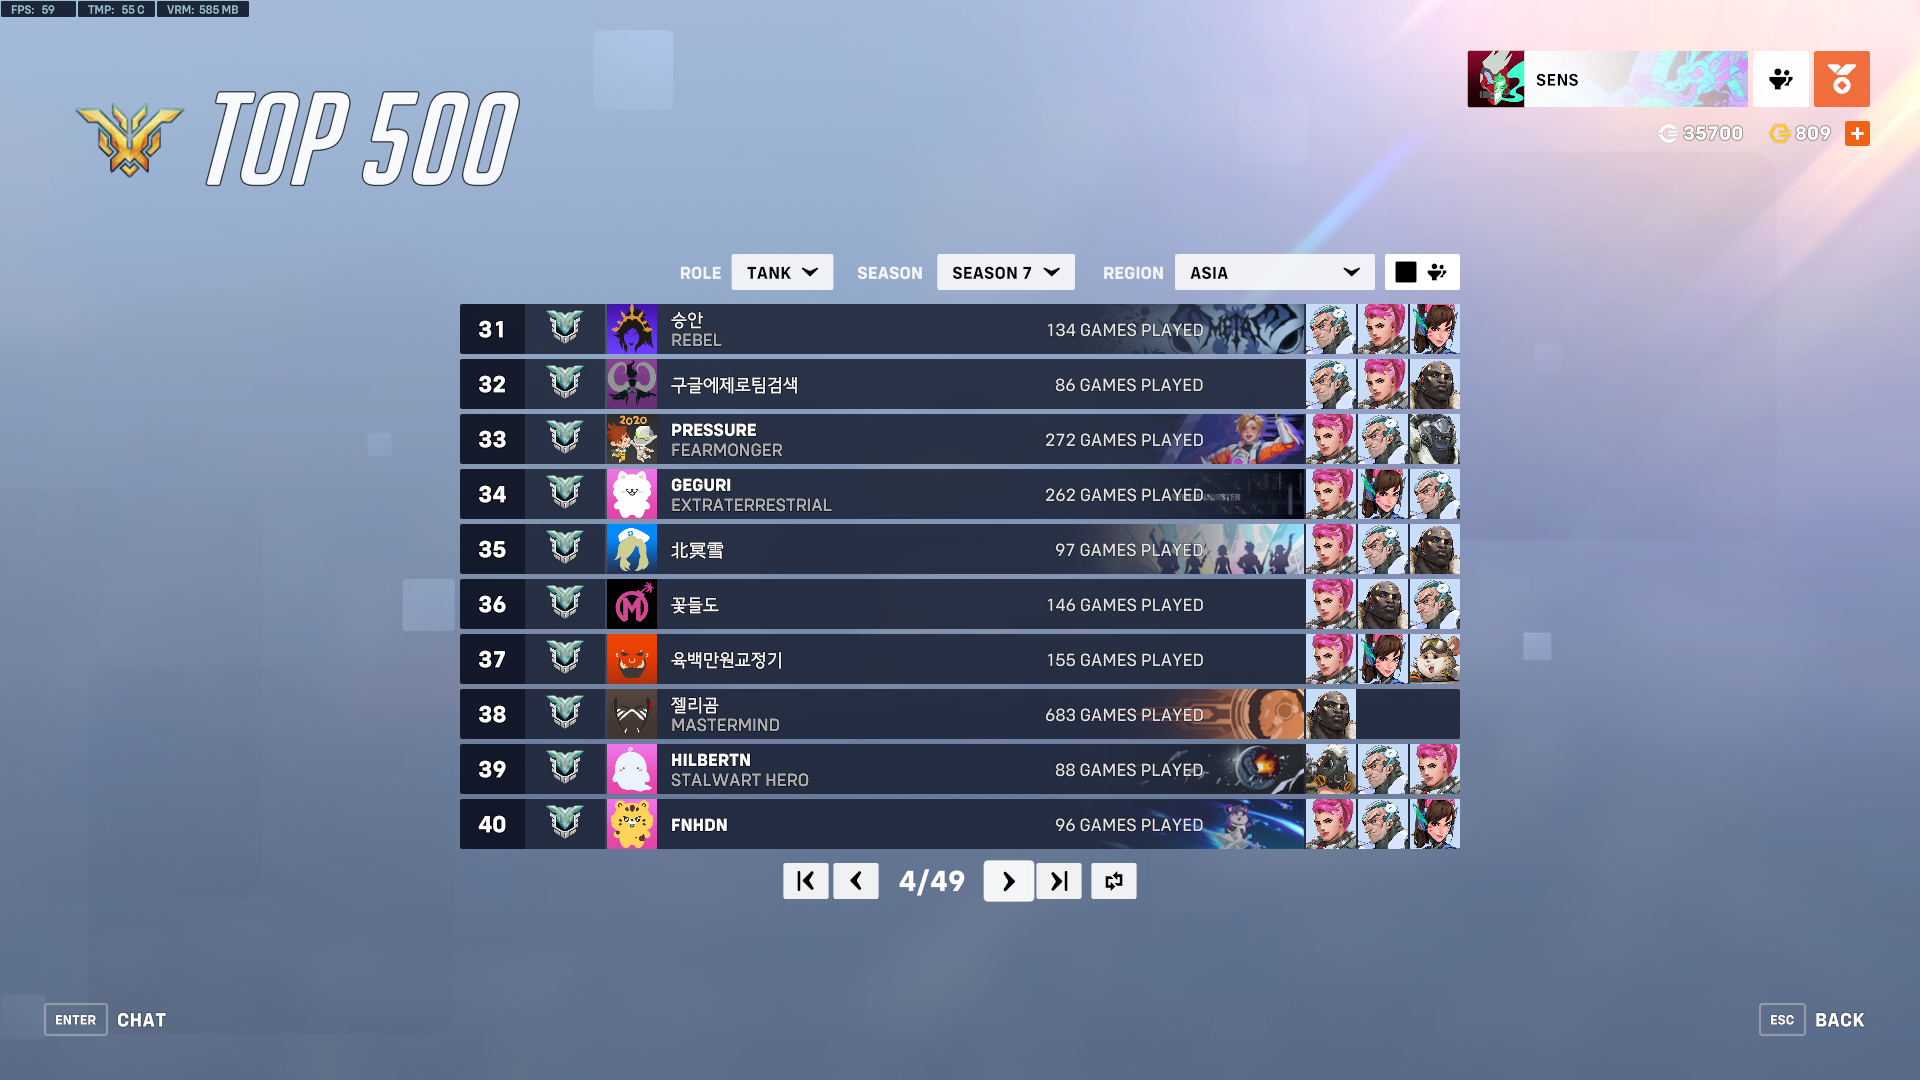 FPS: 59 TMP: 55 C VRM: 585 MB
TOP 500
SENS
35700 809
ROLE TANK SEASON SEASON 7 REGION ASIA
31 승안 134 GAMES PLAYED
REBEL
32 구글에제로팀검색 86 GAMES PLAYED
2020
33 PRESSURE 272 GAMES PLAYED
FEARMONGER
34 GEGURI 262 GAMES PLAYED
EXTRATERRESTRIAL
35 北冥雪 97 GAMES PLAYED
36 꽃들도 146 GAMES PLAYED
37 육백만원교정기 155 GAMES PLAYED
38 젤리곰 683 GAMES PLAYED
MASTERMIND
39 HILBERTN 88 GAMES PLAYED
STALWART HERO
40 FNHDN 96 GAMES PLAYED
4/49
ENTER CHAT
ESC BACK